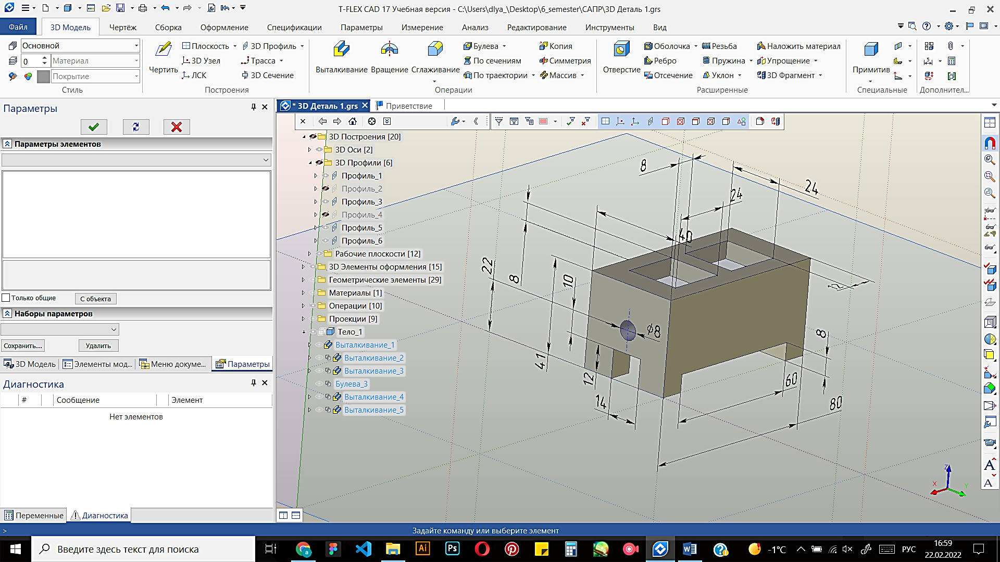 T-FLEX CAD 17 Учебная версия - C:\Users\dlya_\Desktop\6_semester\САПР\3D Деталь 1.grs
Файл
3D Модель
Чертёж
Сборка
Оформление
Спецификации
Параметры
Измерение
Анализ
Редактирование
Инструменты
Вид
Основной
0
Материал
Покрытие
Стиль
Чертить
Плоскость
3D Узел
ЛСК
3D Профиль
Трасса
3D Сечение
Построения
Выталкивание
Вращение
Сглаживание
Булева
По сечениям
По траектории
Копия
Симметрия
Массив
Операции
Отверстие
Оболочка
Ребро
Отсечение
Резьба
Пружина
Уклон
Наложить материал
Упрощение
3D Фрагмент
Расширенные
Примитив
Специальные
Дополнител...
Параметры
Параметры элементов
Только общие
С объекта
Наборы параметров
Сохранить...
Удалить
3D Модель
Элементы мод...
Меню докуме...
Параметры
Диагностика
#
Сообщение
Элемент
Нет элементов
Переменные
Диагностика
* 3D Деталь 1.grs
Приветствие
3D Построения [20]
3D Оси [2]
3D Профили [6]
Профиль_1
Профиль_2
Профиль_3
Профиль_4
Профиль_5
Профиль_6
Рабочие плоскости [12]
3D Элементы оформления [15]
Геометрические элементы [29]
Материалы [1]
Операции [10]
Проекции [9]
Тело_1
Выталкивание_1
Выталкивание_2
Выталкивание_3
Булева_3
Выталкивание_4
Выталкивание_5
8
24
24
40
22
8
10
12
41
ϕ8
8
12
14
60
80
Z
X
Y
A
A
>
Задайте команду или выберите элемент
Введите здесь текст для поиска
Ai
Ps
-1°C
РУС
16:59
22.02.2022